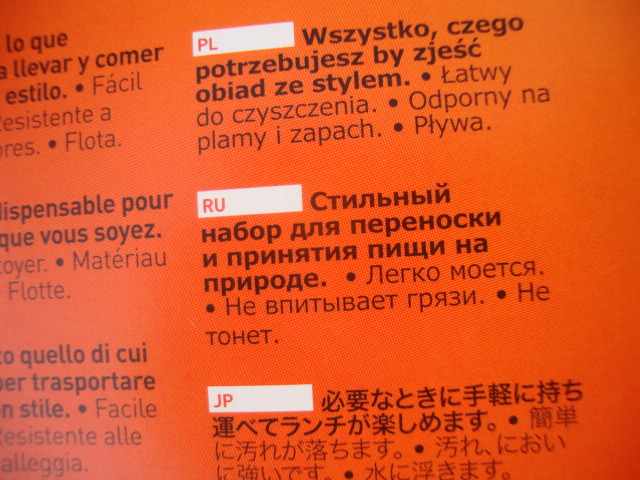 lo que
a llevar y comer
estilo. • Fácil
Resistente a
ores. • Flota.
dispensable pour
que vous soyez.
toyer. • Matériau
Flotte.
to quello di cui
per trasportare
on stile. • Facile
Resistente alle
alleggia.
PL Wszystko, czego
potrzebujesz by zjeść
obiad ze stylem. • Łatwy
do czyszczenia. • Odporny na
plamy i zapach. • Pływa.
RU Стильный
набор для переноски
и принятия пищи на
природе. • Легко моется.
• Не впитывает грязи. • Не
тонет.
JP 必要なときに手軽に持ち
運べてランチが楽しめます。• 簡単
に汚れが落ちます。• 汚れ、におい
に強いです。• 水に浮きます。